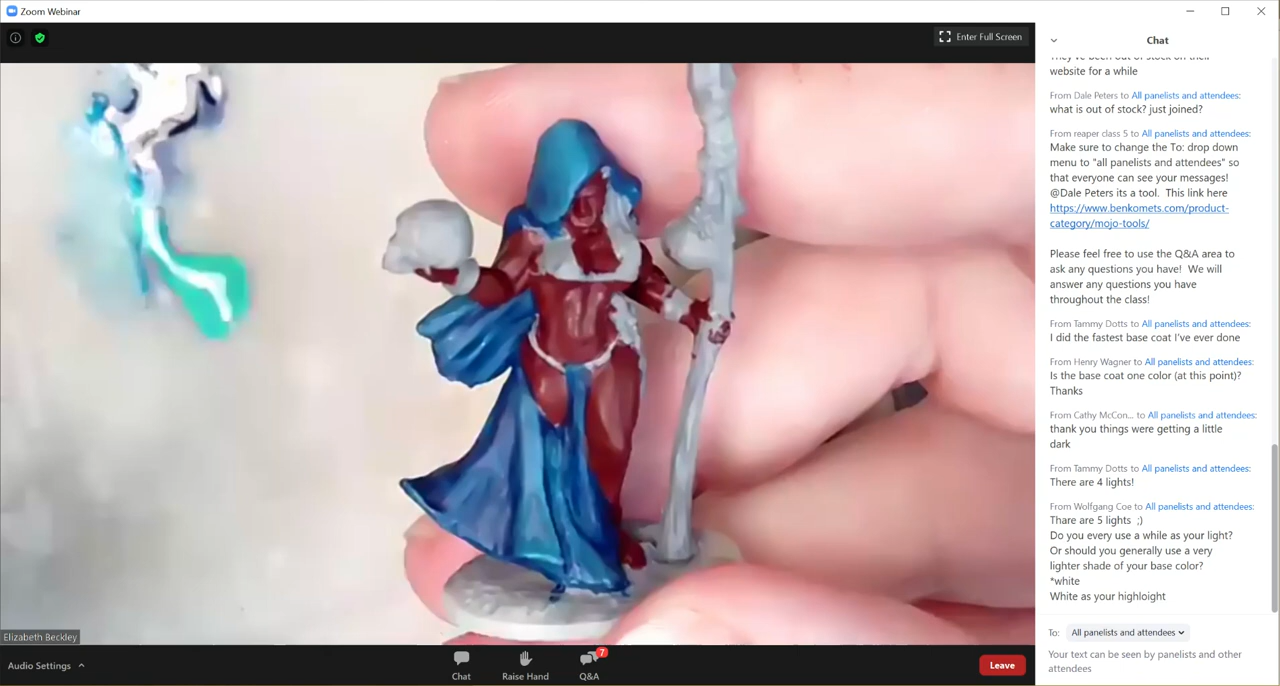 Zoom Webinar
Enter Full Screen
Chat
They've been out of stock on their
website for a while
From Dale Peters to All panelists and attendees:
what is out of stock? just joined?
From reaper class 5 to All panelists and attendees:
Make sure to change the To: drop down
menu to "all panelists and attendees" so
that everyone can see your messages!
@Dale Peters its a tool. This link here
https://www.benkomets.com/product-
category/mojo-tools/
Please feel free to use the Q&A area to
ask any questions you have! We will
answer any questions you have
throughout the class!
From Tammy Dotts to All panelists and attendees:
I did the fastest base coat I've ever done
From Henry Wagner to All panelists and attendees:
Is the base coat one color (at this point)?
Thanks
From Cathy McCon... to All panelists and attendees:
thank you things were getting a little
dark
From Tammy Dotts to All panelists and attendees:
There are 4 lights!
From Wolfgang Coe to All panelists and attendees:
Thare are 5 lights ;)
Do you every use a while as your light?
Or should you generally use a very
lighter shade of your base color?
*white
White as your highloight
To: All panelists and attendees
Your text can be seen by panelists and other
attendees
Elizabeth Beckley
Audio Settings
Chat
Raise Hand
7
Q&A
Leave